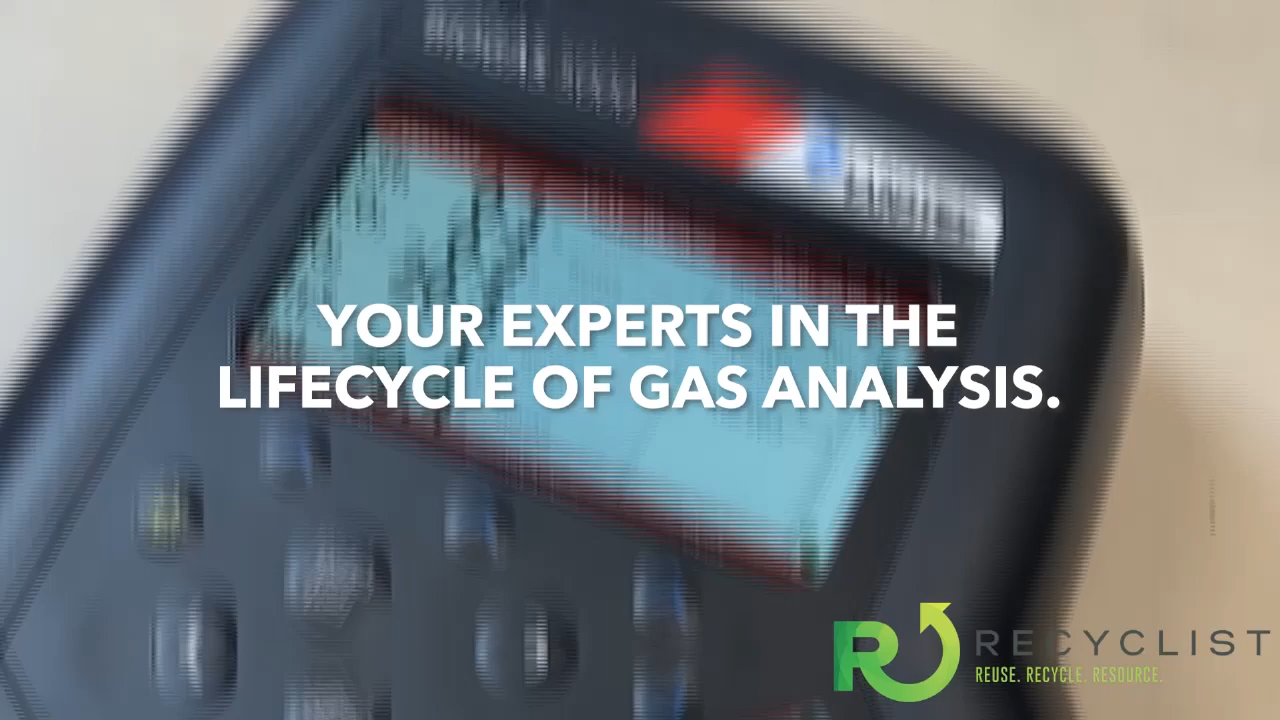 YOUR EXPERTS IN THE
LIFECYCLE OF GAS ANALYSIS.
RECYCLIST
REUSE. RECYCLE. RESOURCE.